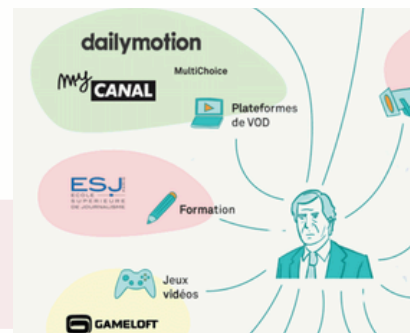 dailymotion
MultiChoice
my CANAL
Plateformes
de VOD
ESJ
ECOLE
SUPERIEURE
DE JOURNALISME
Formation
Jeux
vidéos
GAMELOFT